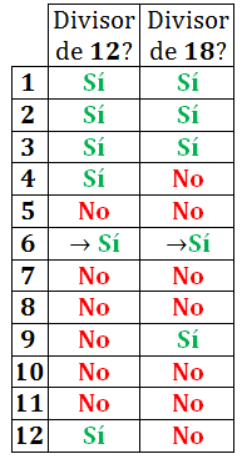 Divisor Divisor
de 12? de 18?
1 Sí Sí
2 Sí Sí
3 Sí Sí
4 Sí No
5 No No
6 → Sí →Sí
7 No No
8 No No
9 No Sí
10 No No
11 No No
12 Sí No